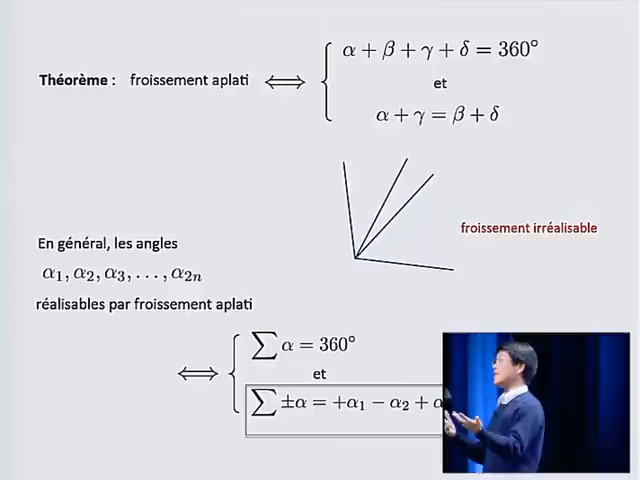 α + β + γ + δ = 360°
Théorème : froissement aplati ⟺
et
α + γ = β + δ
froissement irréalisable
En général, les angles
α₁, α₂, α₃, . . . , α₂ₙ
réalisables par froissement aplati
∑ α = 360°
⟺ et
∑ ±α = +α₁ − α₂ + α